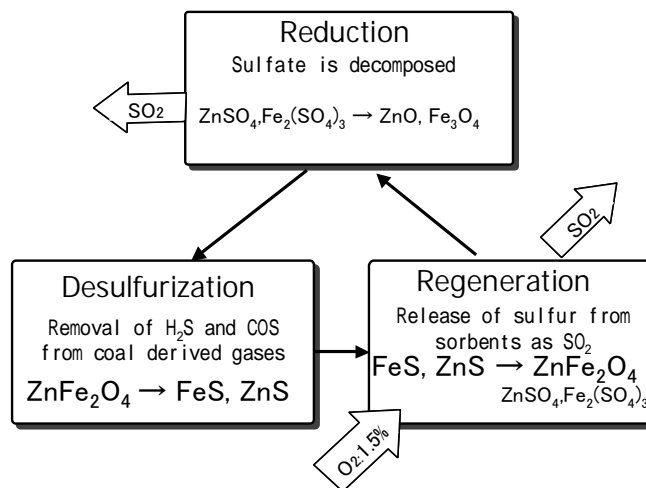 Reduction
Sulfate is decomposed
SO₂
ZnSO₄,Fe₂(SO₄)₃ → ZnO, Fe₃O₄
SO₂
Desulfurization
Removal of H₂S and COS
from coal derived gases
ZnFe₂O₄ → FeS, ZnS
Regeneration
Release of sulfur from
sorbents as SO₂
FeS, ZnS → ZnFe₂O₄
ZnSO₄,Fe₂(SO₄)₃
O₂:1.5%